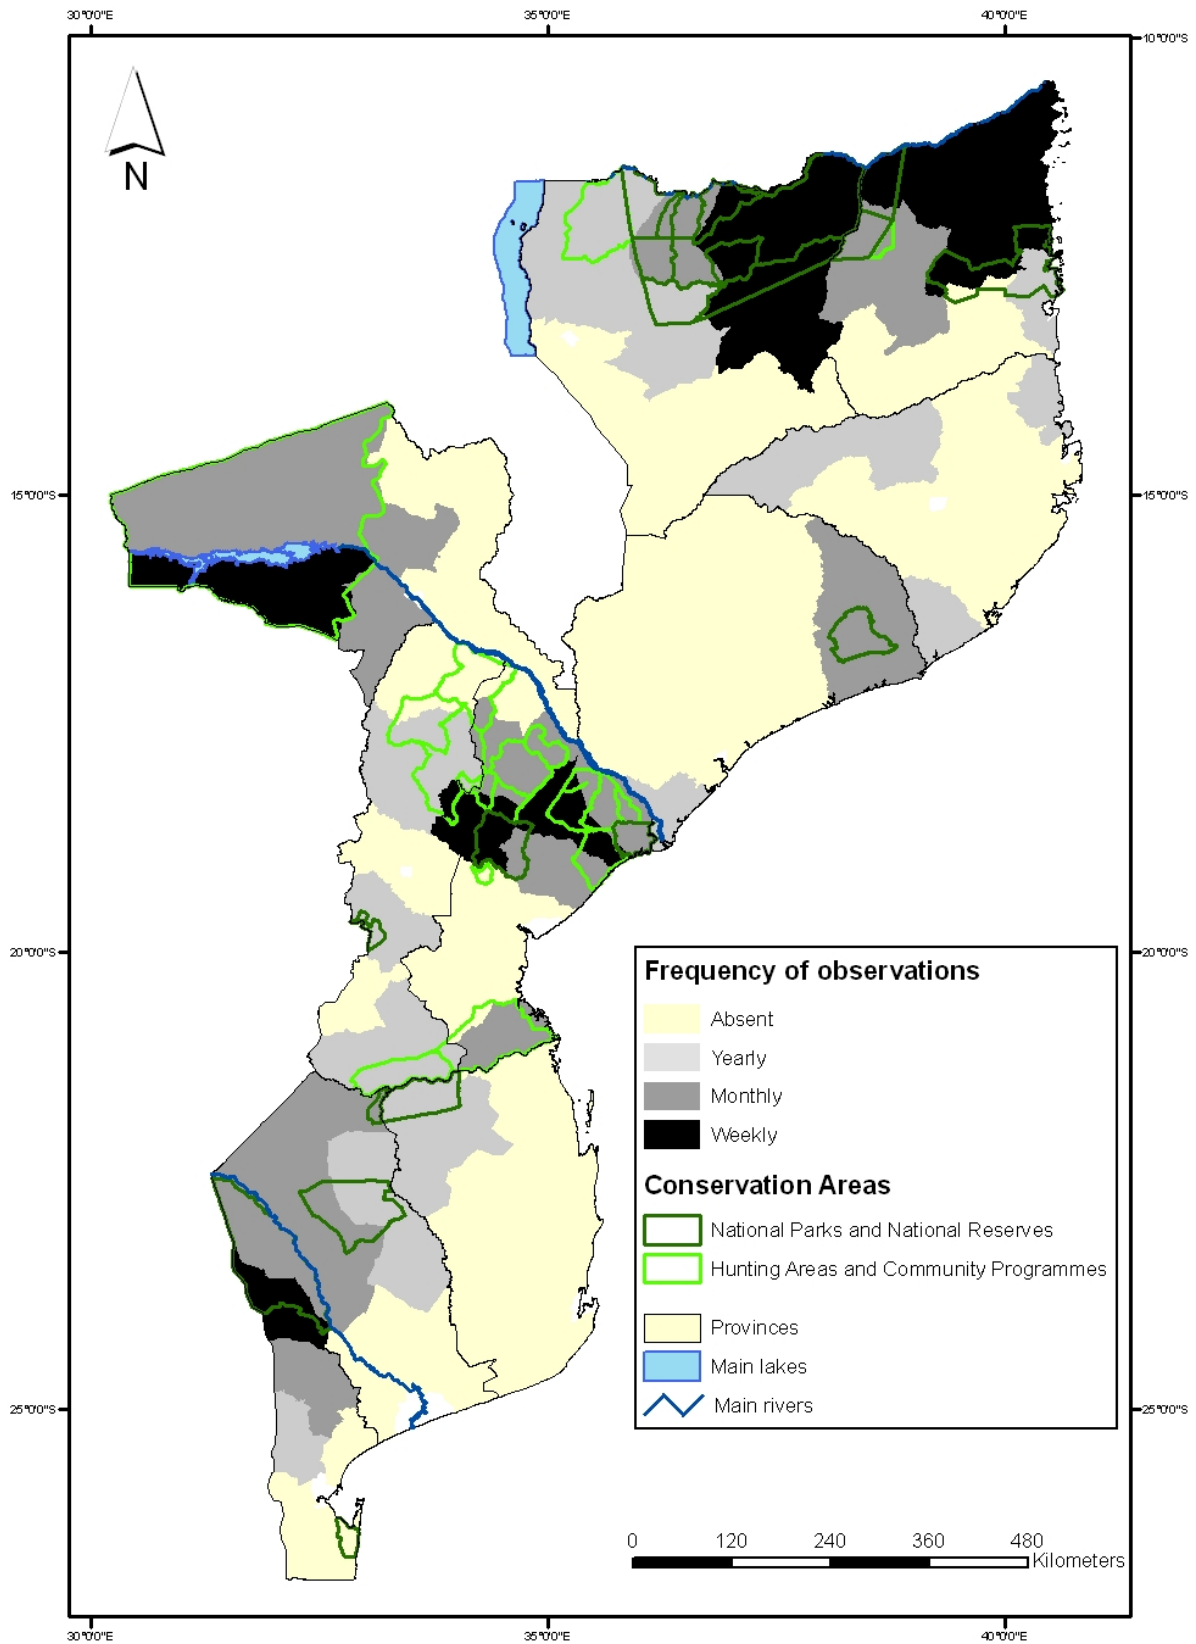 30°0'0"E 35°0'0"E 40°0'0"E
10°0'0"S
N
15°0'0"S 15°0'0"S
20°0'0"S 20°0'0"S
Frequency of observations
Absent
Yearly
Monthly
Weekly
Conservation Areas
National Parks and National Reserves
Hunting Areas and Community Programmes
Provinces
Main lakes
Main rivers
25°0'0"S 25°0'0"S
0 120 240 360 480
Kilometers
30°0'0"E 35°0'0"E 40°0'0"E